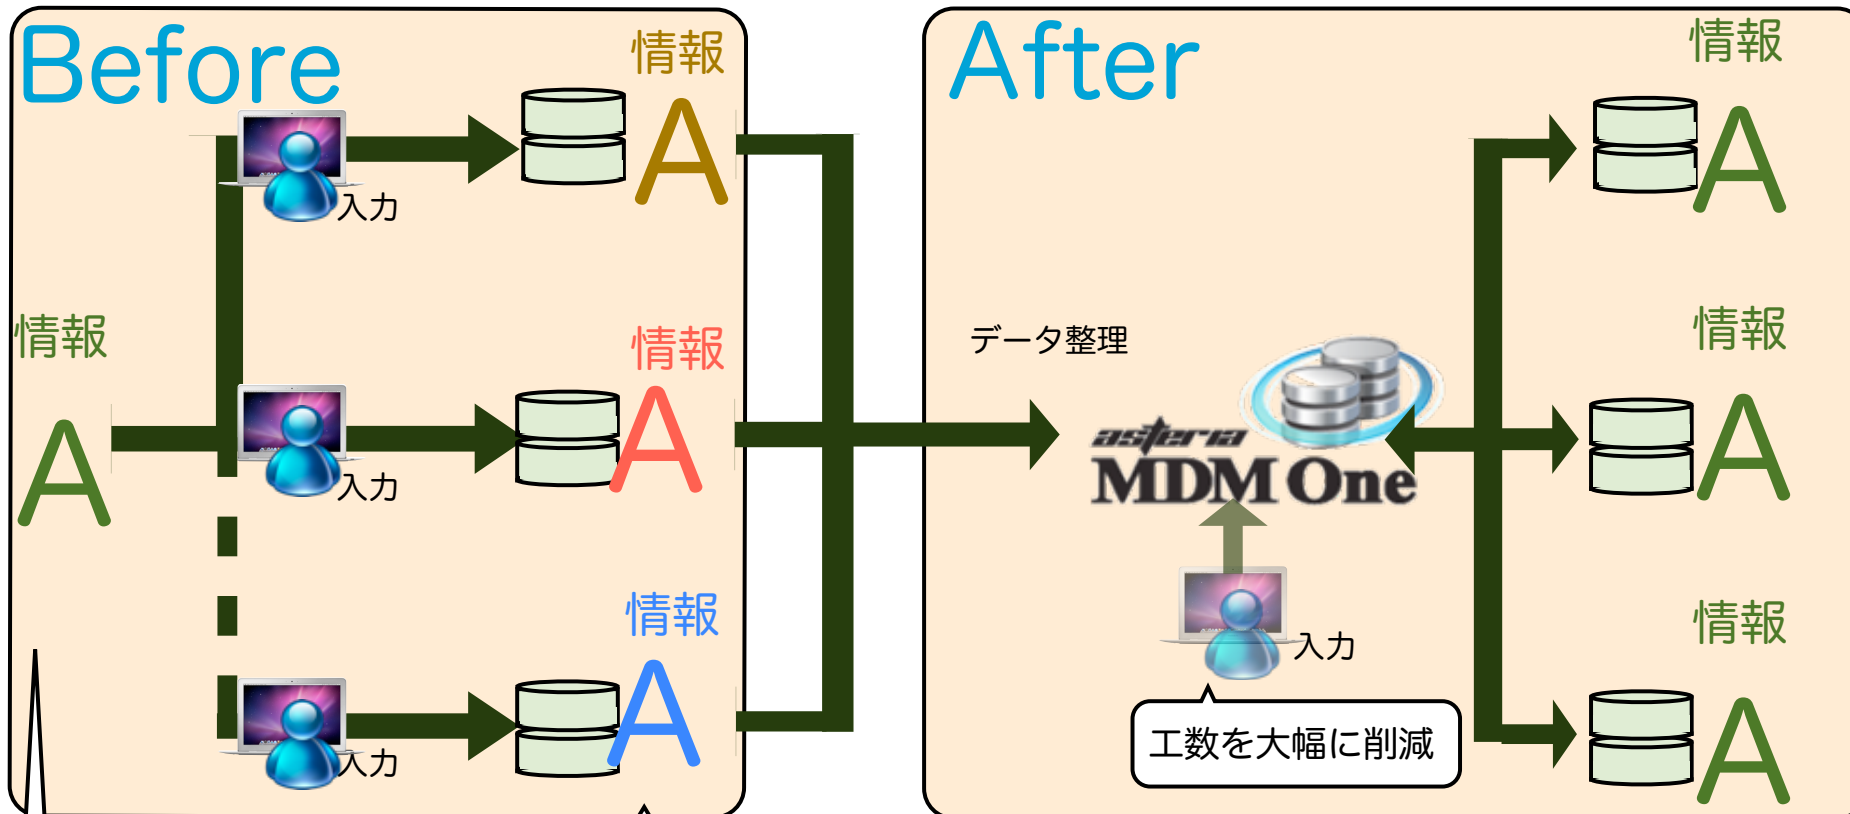 Before
情報
A
入力
情報
A
情報
A
入力
情報
A
入力
After
データ整理
asteria
MDM One
入力
工数を大幅に削減
情報
A
情報
A
情報
A